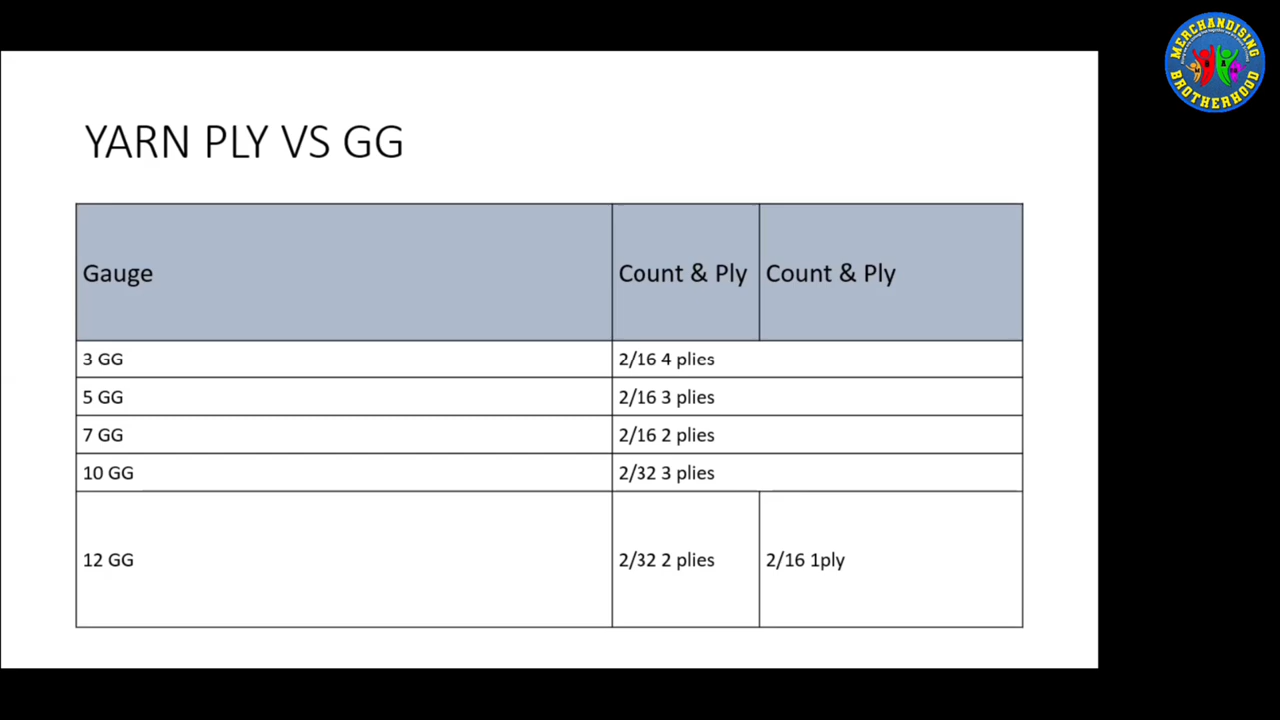 MERCHANDISING
BROTHERHOOD
YARN PLY VS GG
Gauge Count & Ply Count & Ply
3 GG 2/16 4 plies
5 GG 2/16 3 plies
7 GG 2/16 2 plies
10 GG 2/32 3 plies
12 GG 2/32 2 plies 2/16 1ply